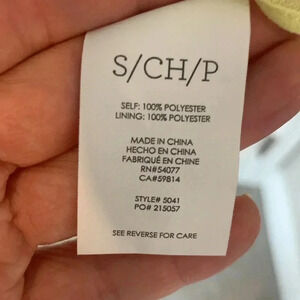 S/CH/P
SELF: 100% POLYESTER
LINING: 100% POLYESTER
MADE IN CHINA
HECHO EN CHINA
FABRIQUÉ EN CHINE
RN#54077
CA#59814
STYLE# 5041
PO# 215057
SEE REVERSE FOR CARE